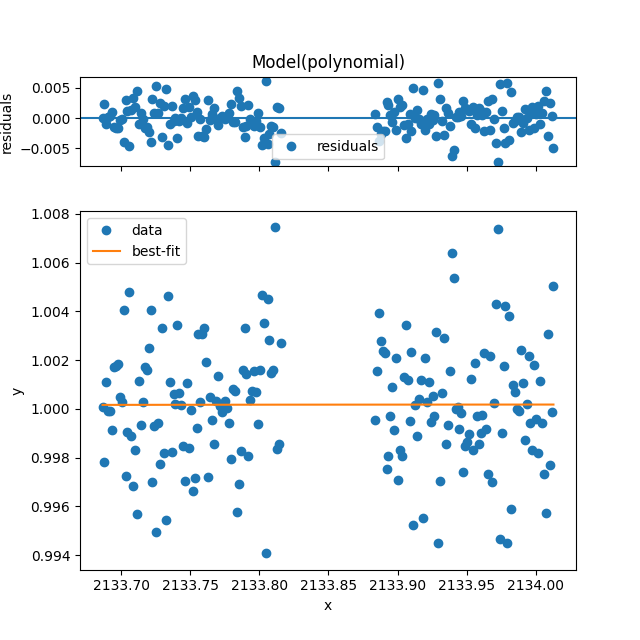 Model(polynomial)
0.005
0.000
−0.005
residuals
residuals
1.008
1.006
1.004
1.002
1.000
0.998
0.996
0.994
y
data
best-fit
2133.70 2133.75 2133.80 2133.85 2133.90 2133.95 2134.00
x